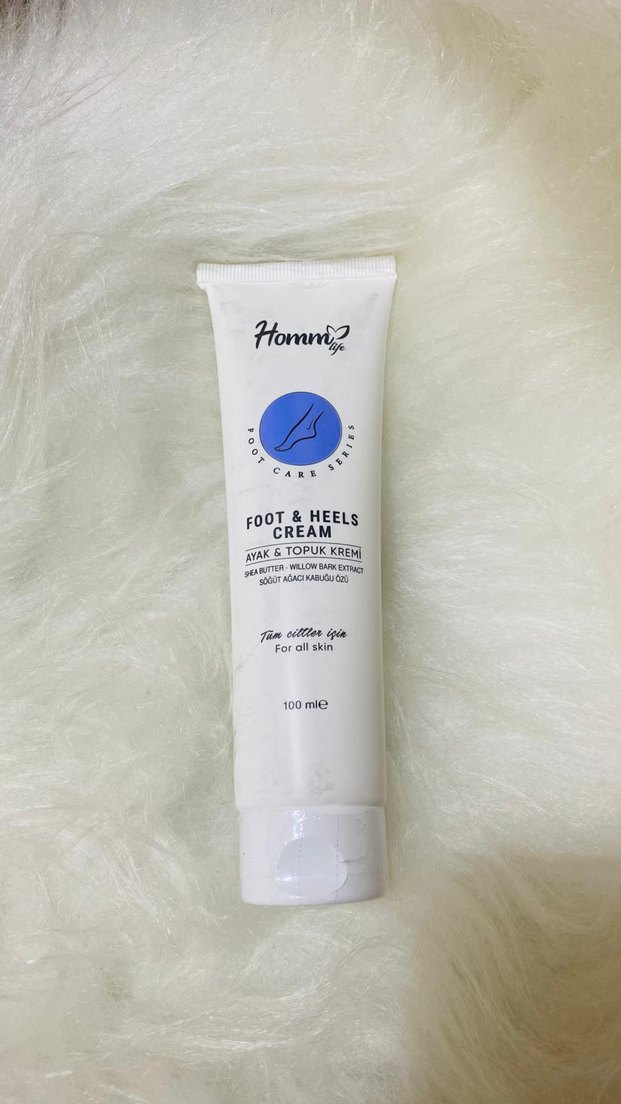 Homm life
FOOT CARE SERIES
FOOT & HEELS
CREAM
AYAK & TOPUK KREMİ
SHEA BUTTER - WILLOW BARK EXTRACT
SÖĞÜT AĞACI KABUĞU ÖZÜ
Tüm ciltler için
For all skin
100 ml℮